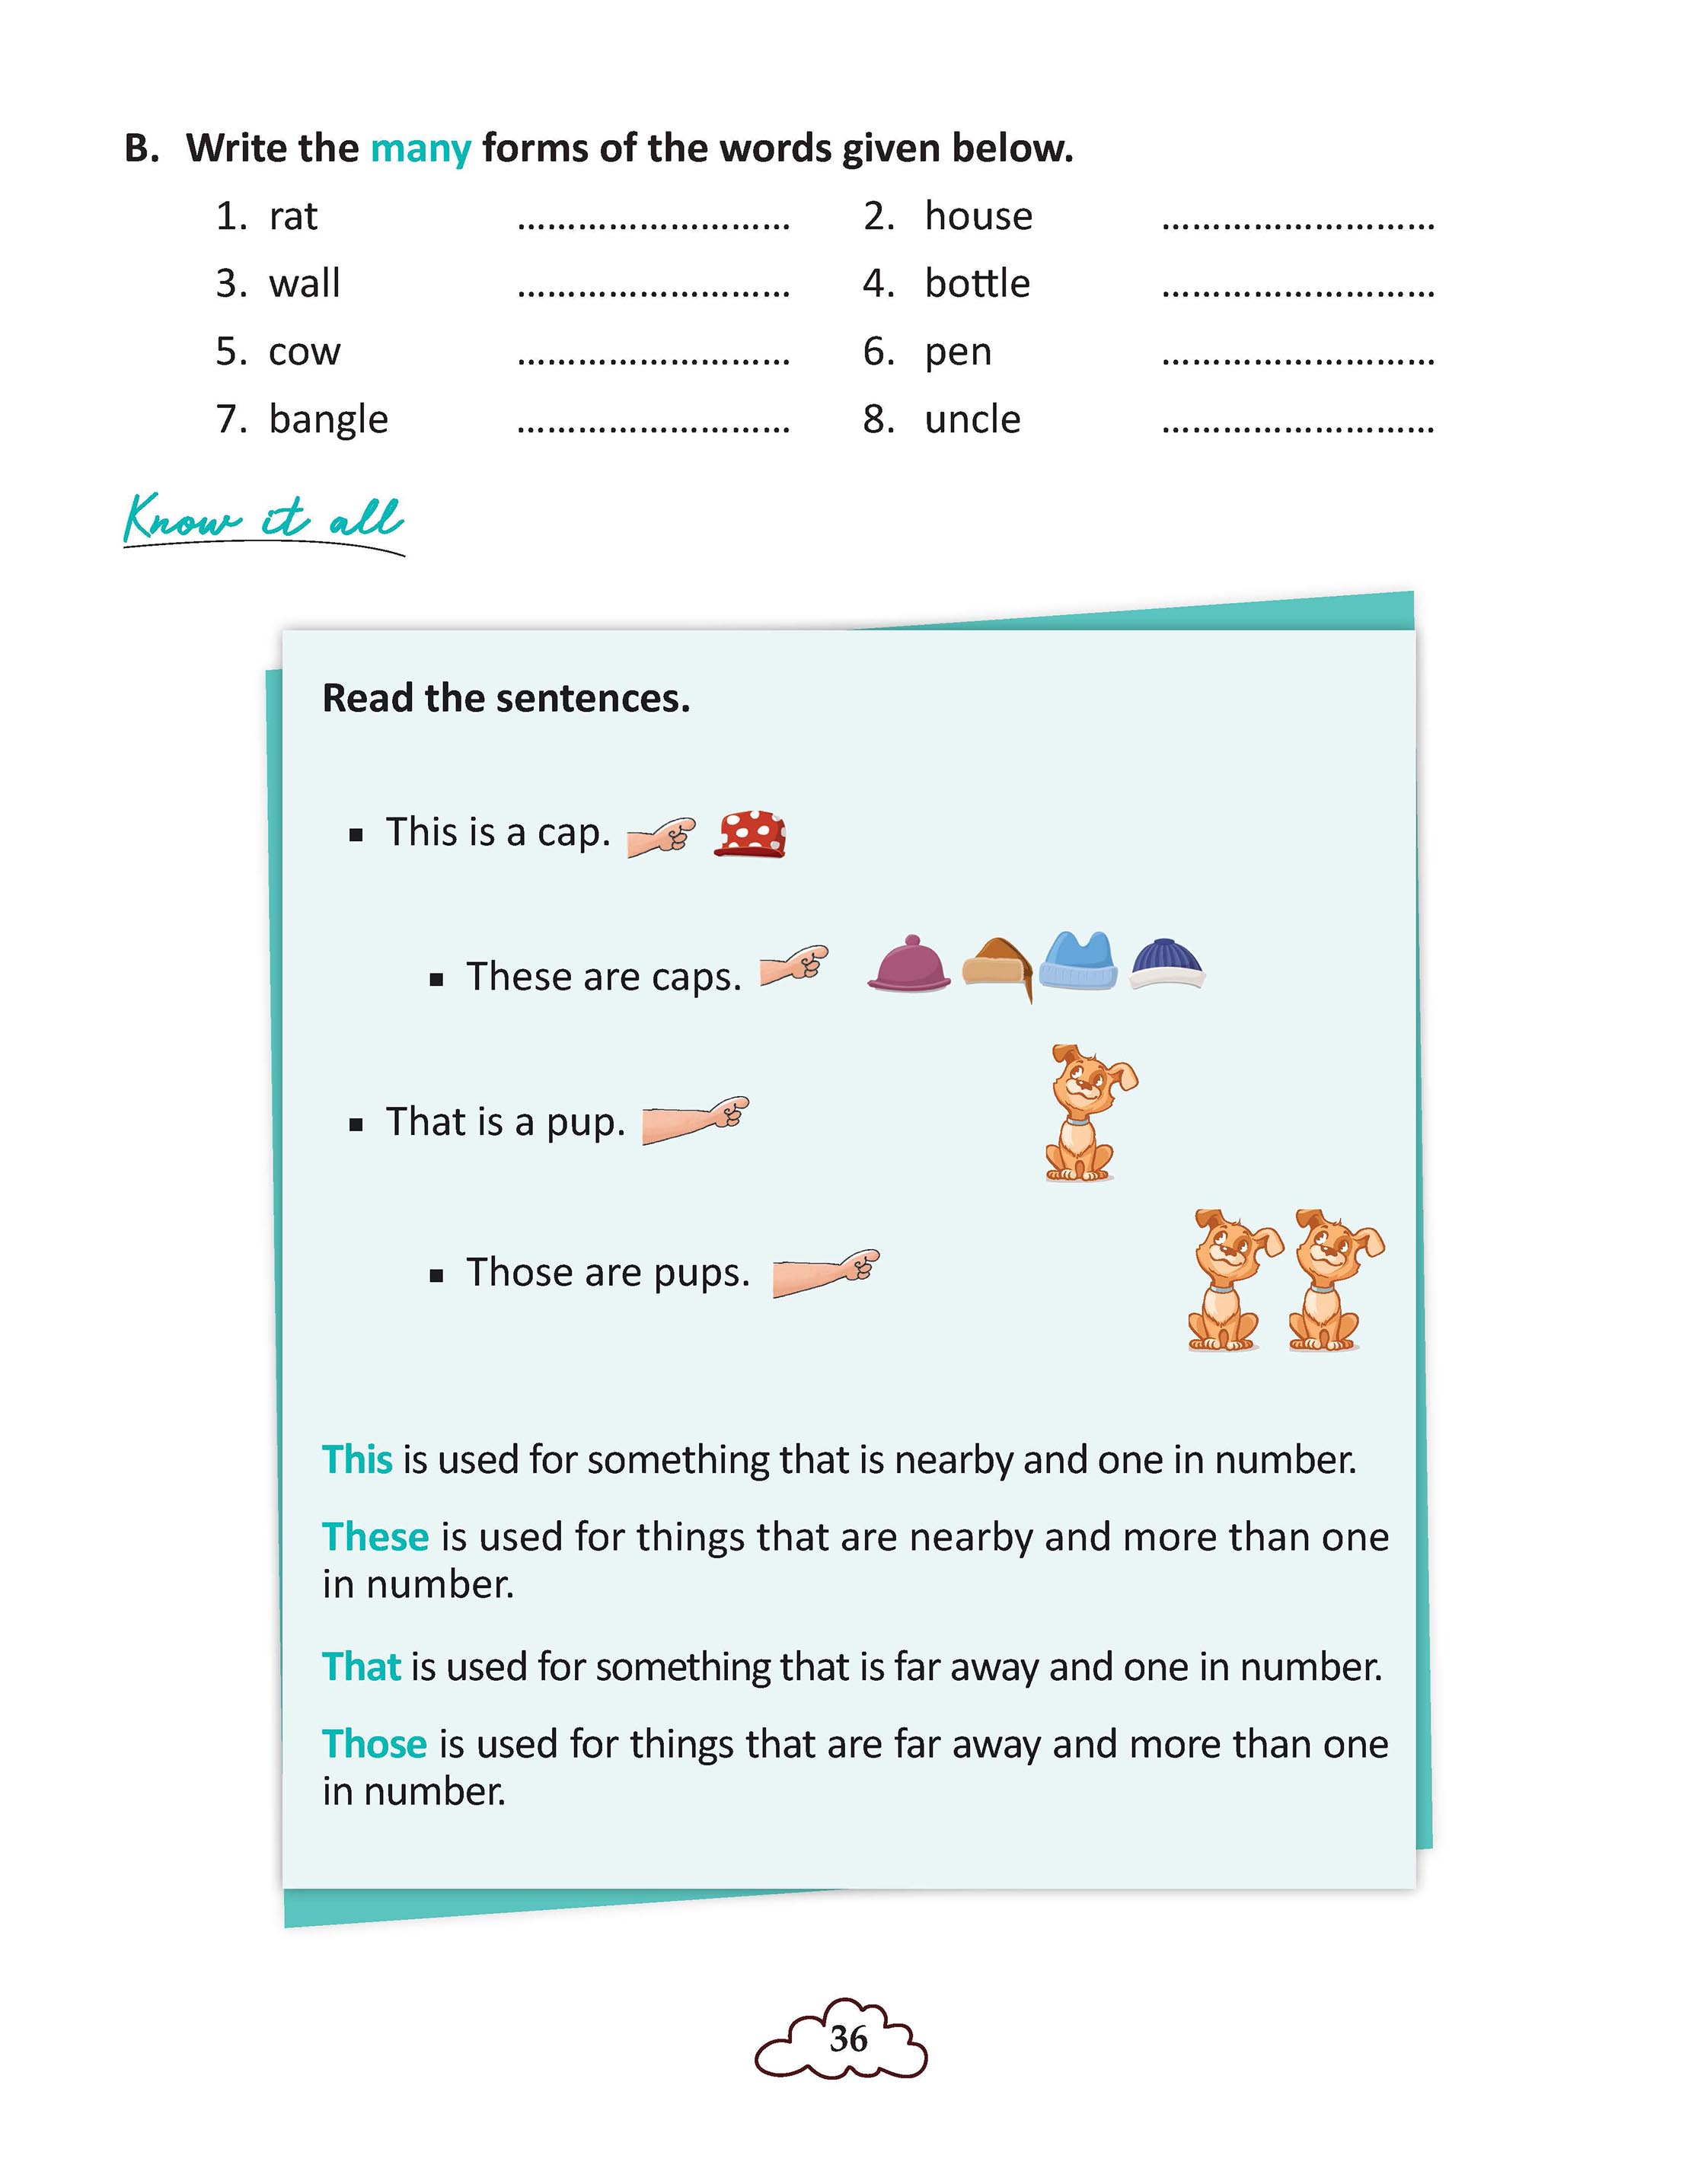 B. Write the many forms of the words given below.
1. rat ........................... 2. house ...........................
3. wall ........................... 4. bottle ...........................
5. cow ........................... 6. pen ...........................
7. bangle ........................... 8. uncle ...........................
Know it all
Read the sentences.
▪ This is a cap.
▪ These are caps.
▪ That is a pup.
▪ Those are pups.
This is used for something that is nearby and one in number.
These is used for things that are nearby and more than one
in number.
That is used for something that is far away and one in number.
Those is used for things that are far away and more than one
in number.
36